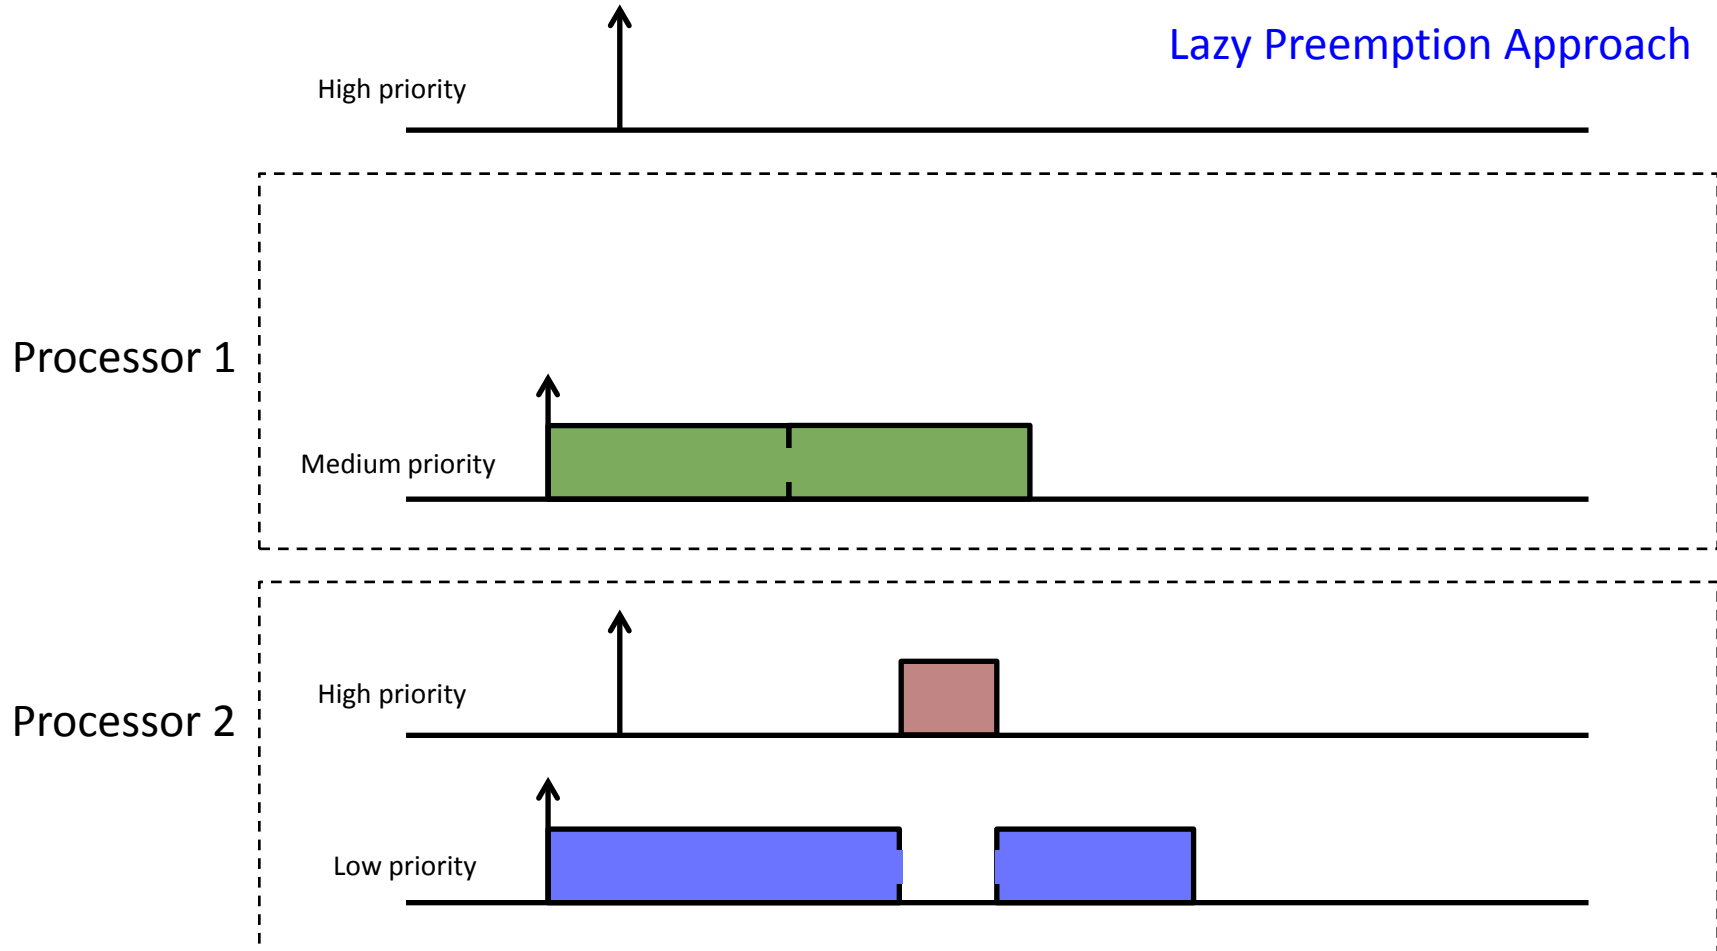 Lazy Preemption Approach
High priority
Processor 1
Medium priority
High priority
Processor 2
Low priority